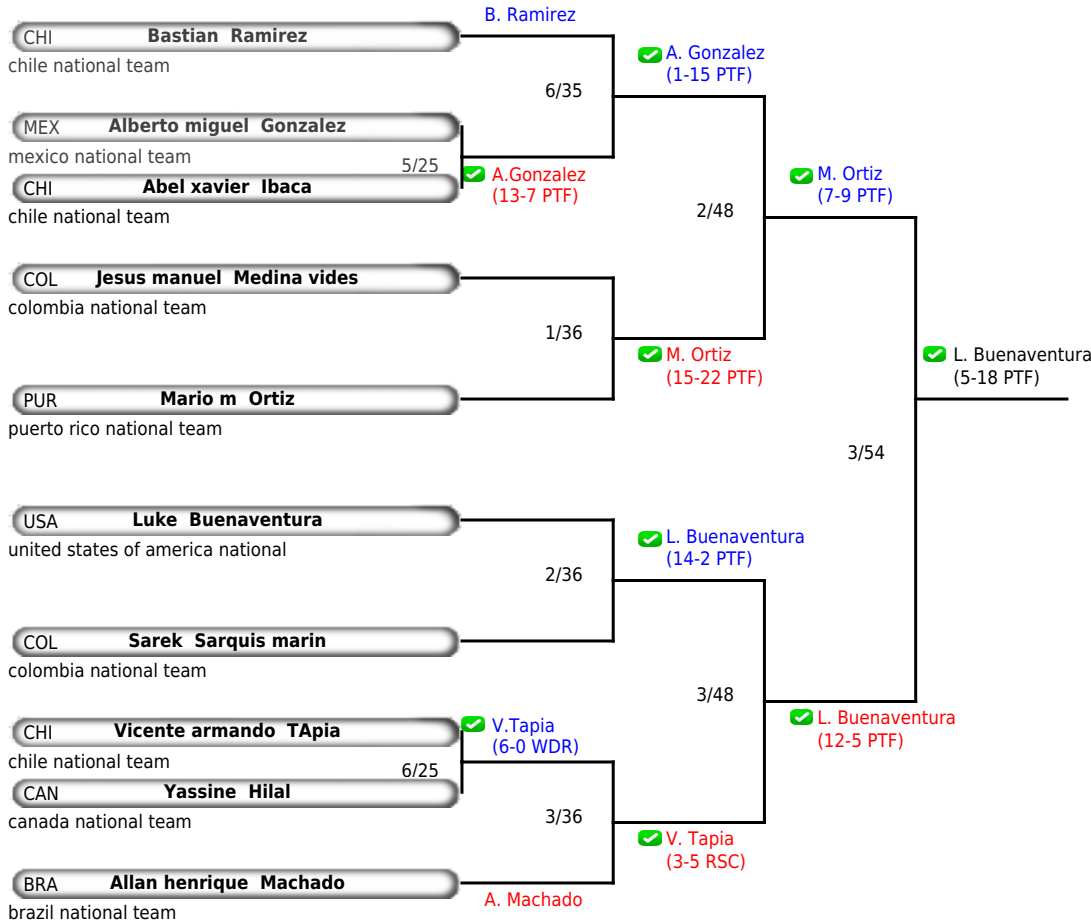 B. Ramirez
CHI Bastian Ramirez
chile national team
A. Gonzalez
(1-15 PTF)
6/35
MEX Alberto miguel Gonzalez
mexico national team
5/25
A.Gonzalez
(13-7 PTF)
CHI Abel xavier Ibaca
chile national team
M. Ortiz
(7-9 PTF)
2/48
COL Jesus manuel Medina vides
colombia national team
1/36
M. Ortiz
(15-22 PTF)
L. Buenaventura
(5-18 PTF)
PUR Mario m Ortiz
puerto rico national team
3/54
USA Luke Buenaventura
united states of america national
L. Buenaventura
(14-2 PTF)
2/36
COL Sarek Sarquis marin
colombia national team
3/48
L. Buenaventura
(12-5 PTF)
CHI Vicente armando TApia
chile national team
V.Tapia
(6-0 WDR)
6/25
CAN Yassine Hilal
canada national team
3/36
V. Tapia
(3-5 RSC)
BRA Allan henrique Machado
brazil national team
A. Machado